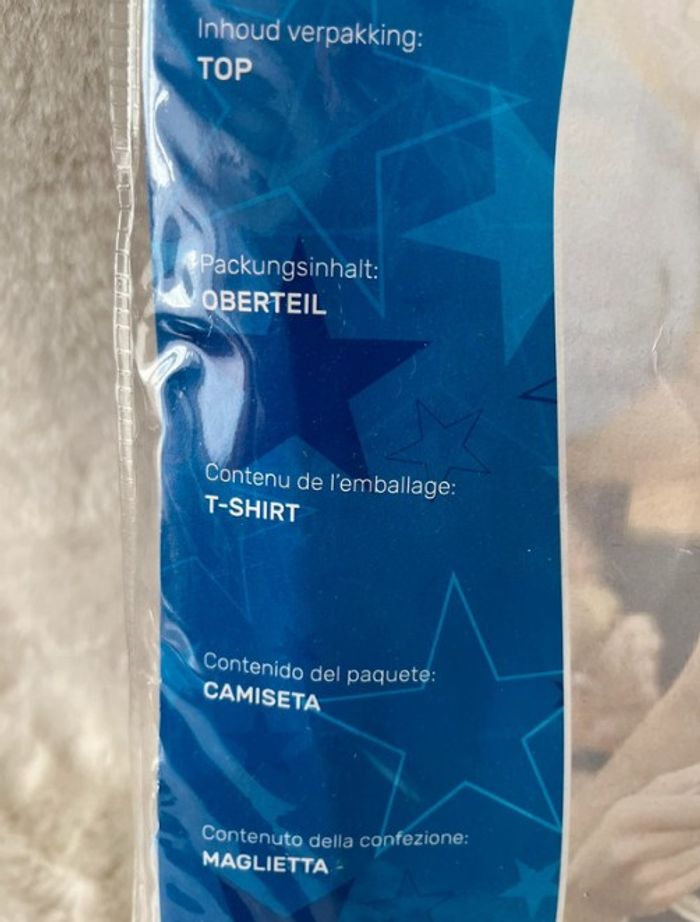 Inhoud verpakking:
TOP
Packungsinhalt:
OBERTEIL
Contenu de l'emballage:
T-SHIRT
Contenido del paquete:
CAMISETA
Contenuto della confezione:
MAGLIETTA